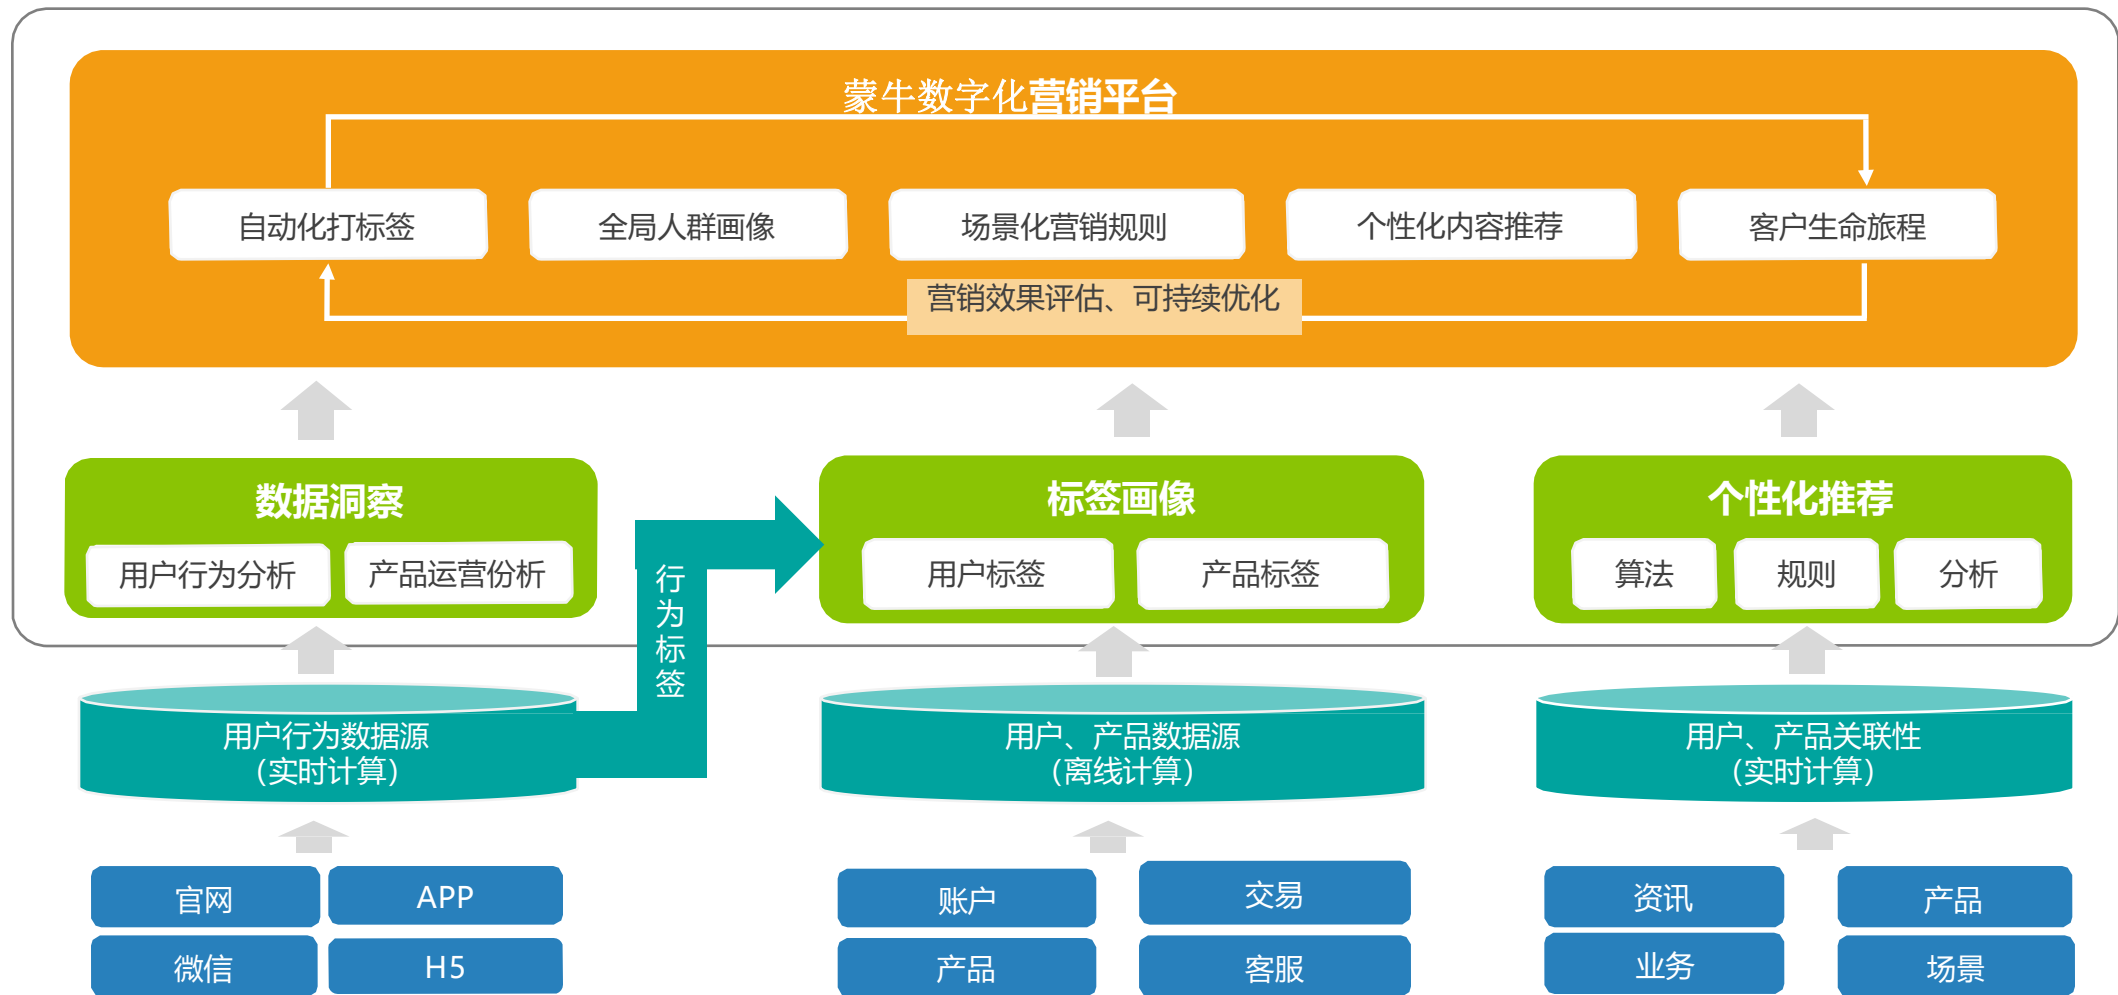 蒙牛数字化营销平台
自动化打标签
全局人群画像
场景化营销规则
个性化内容推荐
客户生命旅程
营销效果评估、可持续优化
数据洞察
用户行为分析
产品运营份析
行为标签
标签画像
用户标签
产品标签
个性化推荐
算法
规则
分析
用户行为数据源
（实时计算）
用户、产品数据源
（离线计算）
用户、产品关联性
（实时计算）
官网
APP
微信
H5
账户
交易
产品
客服
资讯
产品
业务
场景